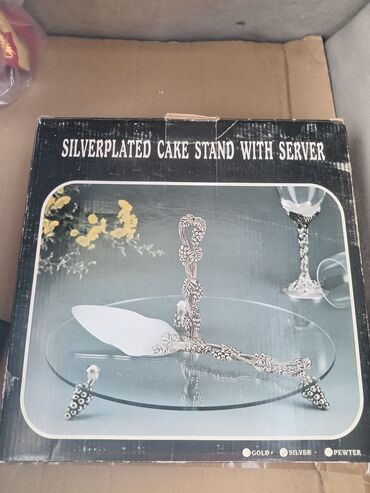 SILVERPLATED CAKE STAND WITH SERVER
GOLD SILVER PEWTER